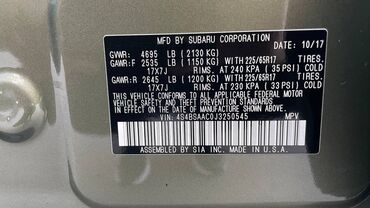 MFD. BY SUBARU CORPORATION DATE 10/17
GVWR: 4695 LB (2130 KG)
GAWR:F 2535 LB (1150 KG) WITH 225/65R17 TIRES.
17X7J RIMS. AT 240 KPA (35 PSI) COLD
GAWR:R 2645 LB (1200 KG) WITH 225/65R17 TIRES.
17X7J RIMS. AT 230 KPA (33 PSI) COLD
THIS VEHICLE CONFORMS TO ALL APPLICABLE FEDERAL MOTOR
VEHICLE SAFETY AND THEFT PREVENTION STANDARDS
IN EFFECT ON THE DATE OF MANUFACTURE SHOWN ABOVE.
VIN: 4S4BSAAC0J3250545 MPV
ASSEMBLED BY SIA INC. MADE IN U.S.A.